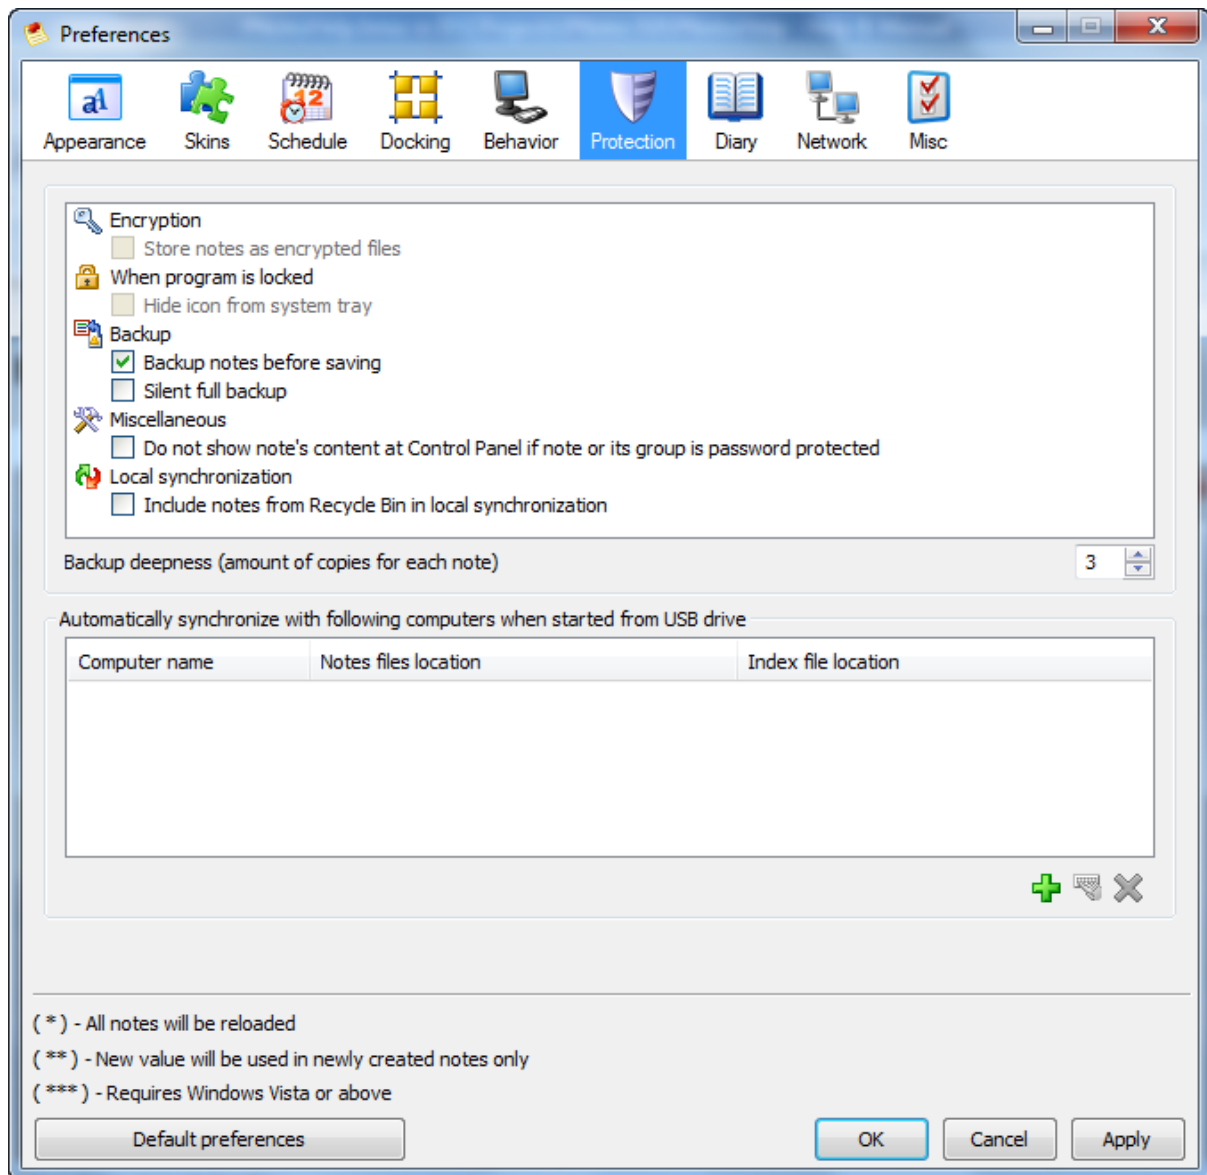 Preferences
Appearance Skins Schedule Docking Behavior Protection Diary Network Misc
Encryption
Store notes as encrypted files
When program is locked
Hide icon from system tray
Backup
Backup notes before saving
Silent full backup
Miscellaneous
Do not show note's content at Control Panel if note or its group is password protected
Local synchronization
Include notes from Recycle Bin in local synchronization
Backup deepness (amount of copies for each note) 3
Automatically synchronize with following computers when started from USB drive
Computer name Notes files location Index file location
( * ) - All notes will be reloaded
( ** ) - New value will be used in newly created notes only
( *** ) - Requires Windows Vista or above
Default preferences OK Cancel Apply